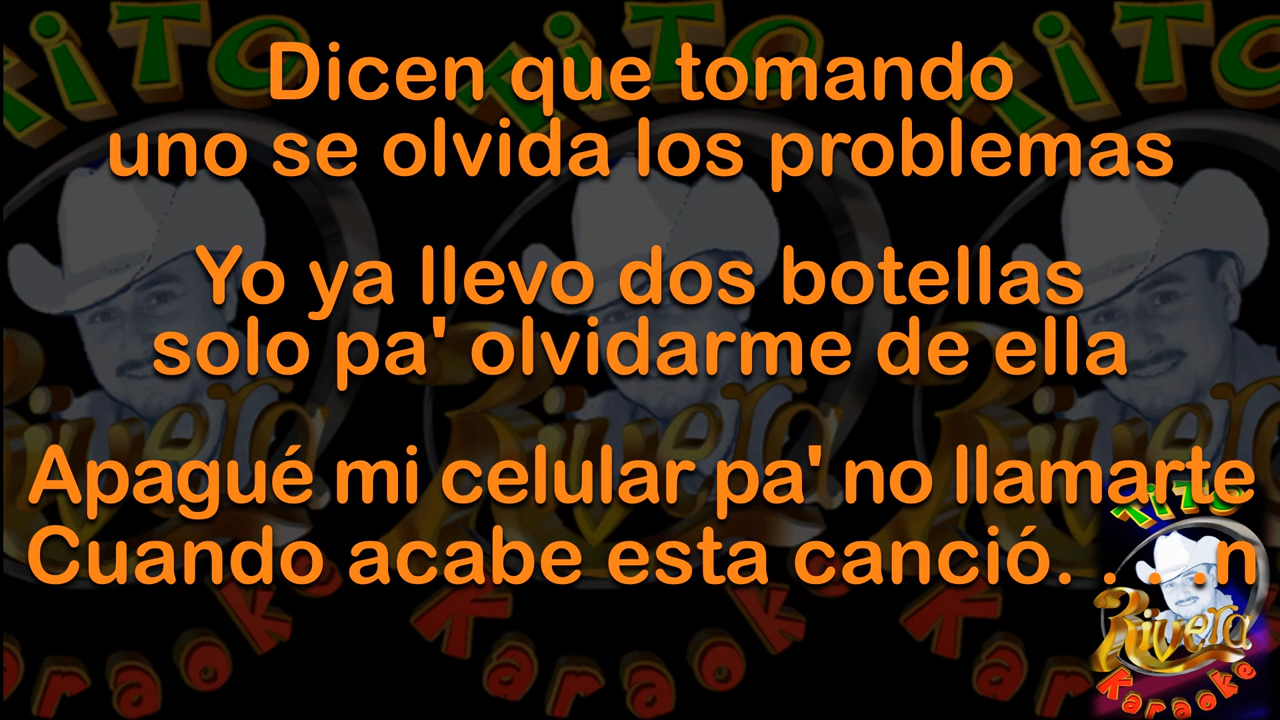 Dicen que tomando
uno se olvida los problemas
Yo ya llevo dos botellas
solo pa' olvidarme de ella
Apagué mi celular pa' no llamarte
Cuando acabe esta canció. . . .n
TiTo
Rivera
Karaoke